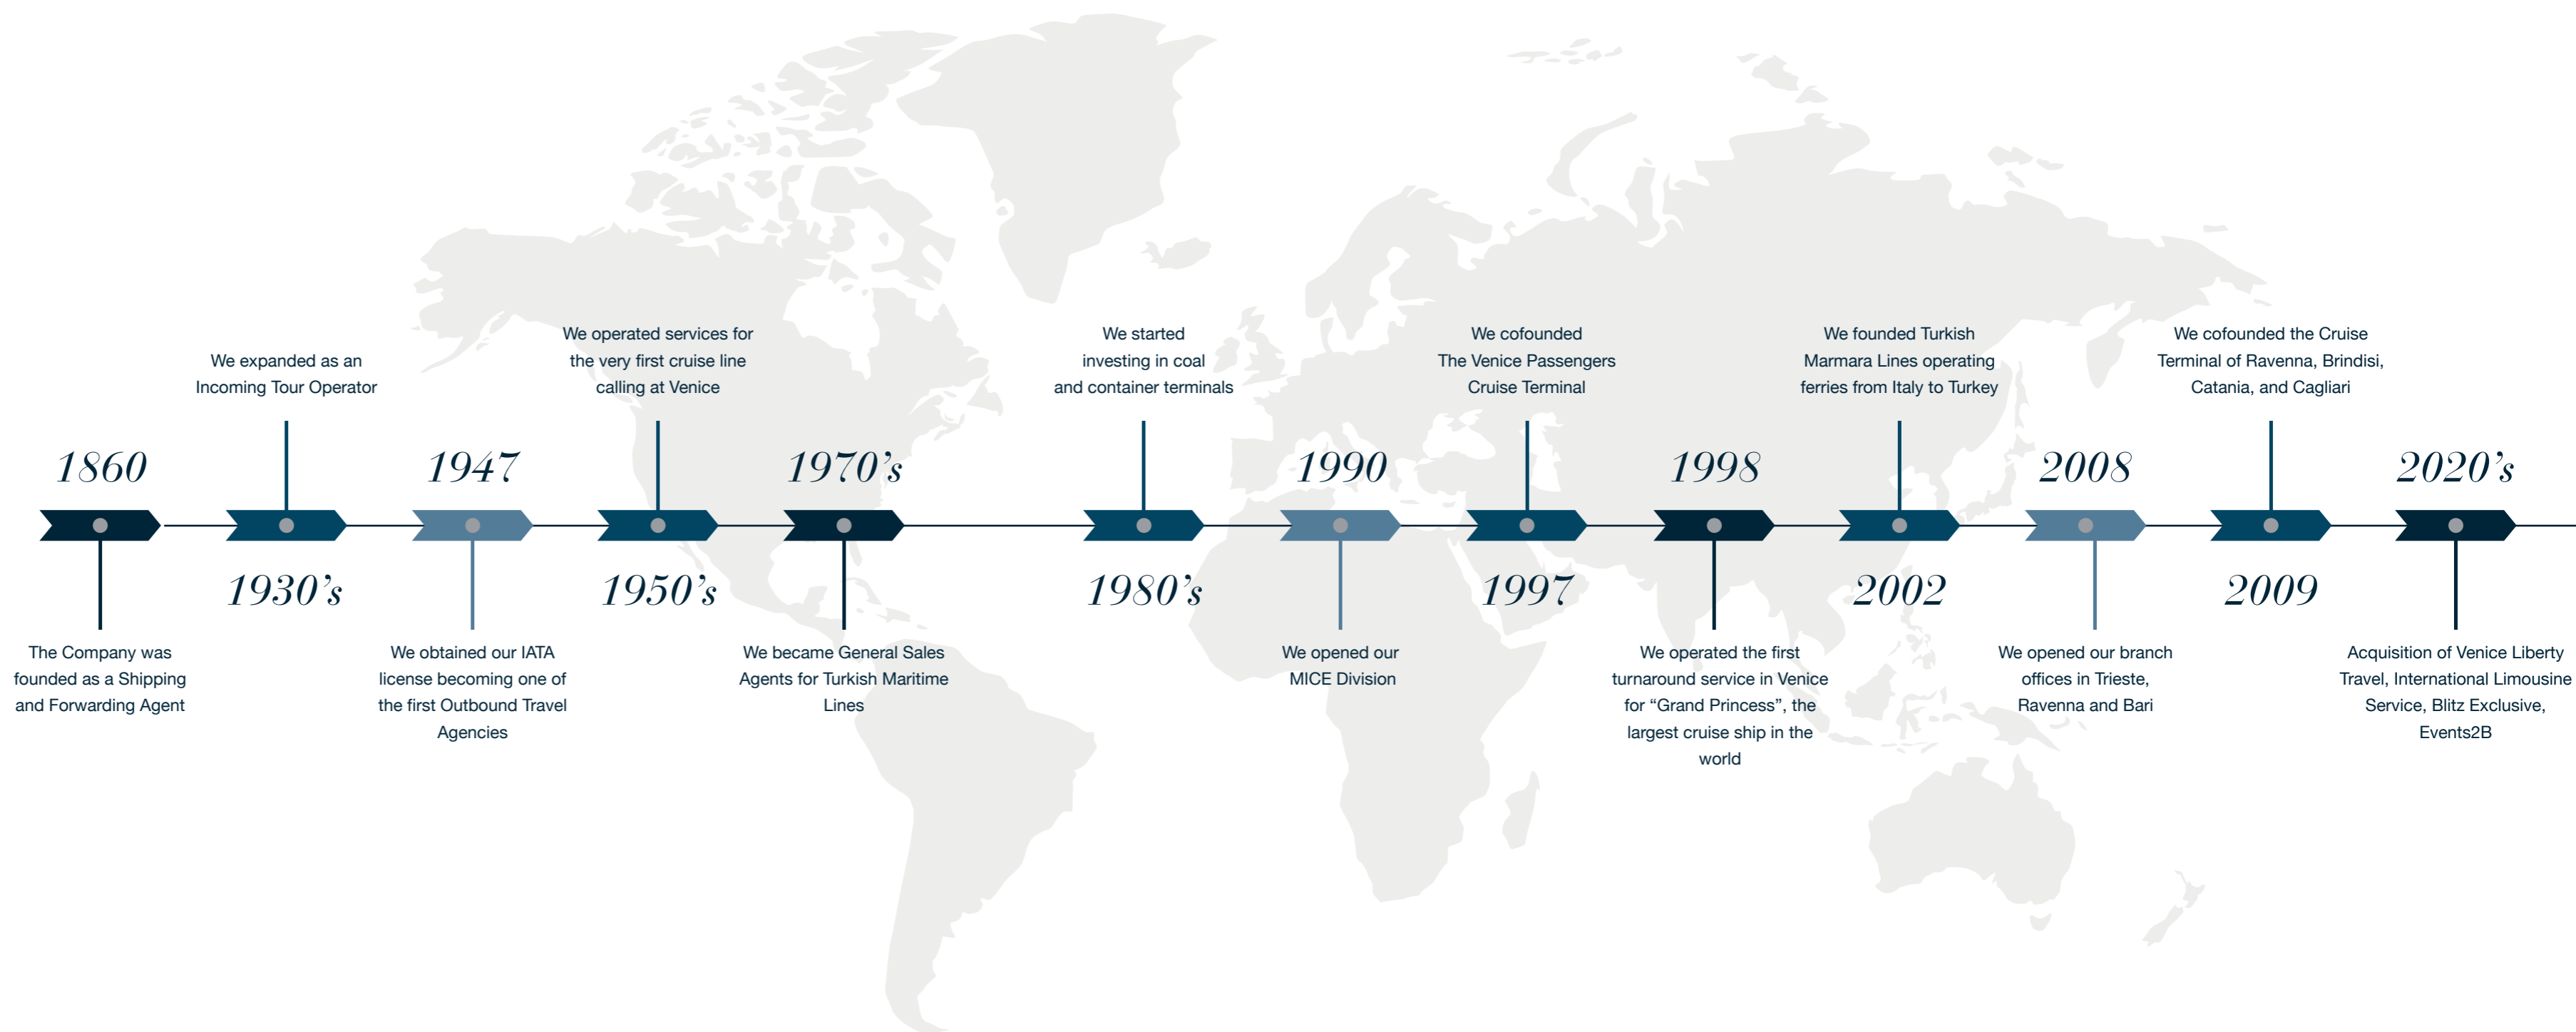 1860
The Company was
founded as a Shipping
and Forwarding Agent
We expanded as an
Incoming Tour Operator
1930’s
1947
We obtained our IATA
license becoming one of
the first Outbound Travel
Agencies
We operated services for
the very first cruise line
calling at Venice
1950’s
1970’s
We became General Sales
Agents for Turkish Maritime
Lines
We started
investing in coal
and container terminals
1980’s
1990
We opened our
MICE Division
We cofounded
The Venice Passengers
Cruise Terminal
1997
1998
We operated the first
turnaround service in Venice
for “Grand Princess”, the
largest cruise ship in the
world
We founded Turkish
Marmara Lines operating
ferries from Italy to Turkey
2002
2008
We opened our branch
offices in Trieste,
Ravenna and Bari
We cofounded the Cruise
Terminal of Ravenna, Brindisi,
Catania, and Cagliari
2009
2020’s
Acquisition of Venice Liberty
Travel, International Limousine
Service, Blitz Exclusive,
Events2B